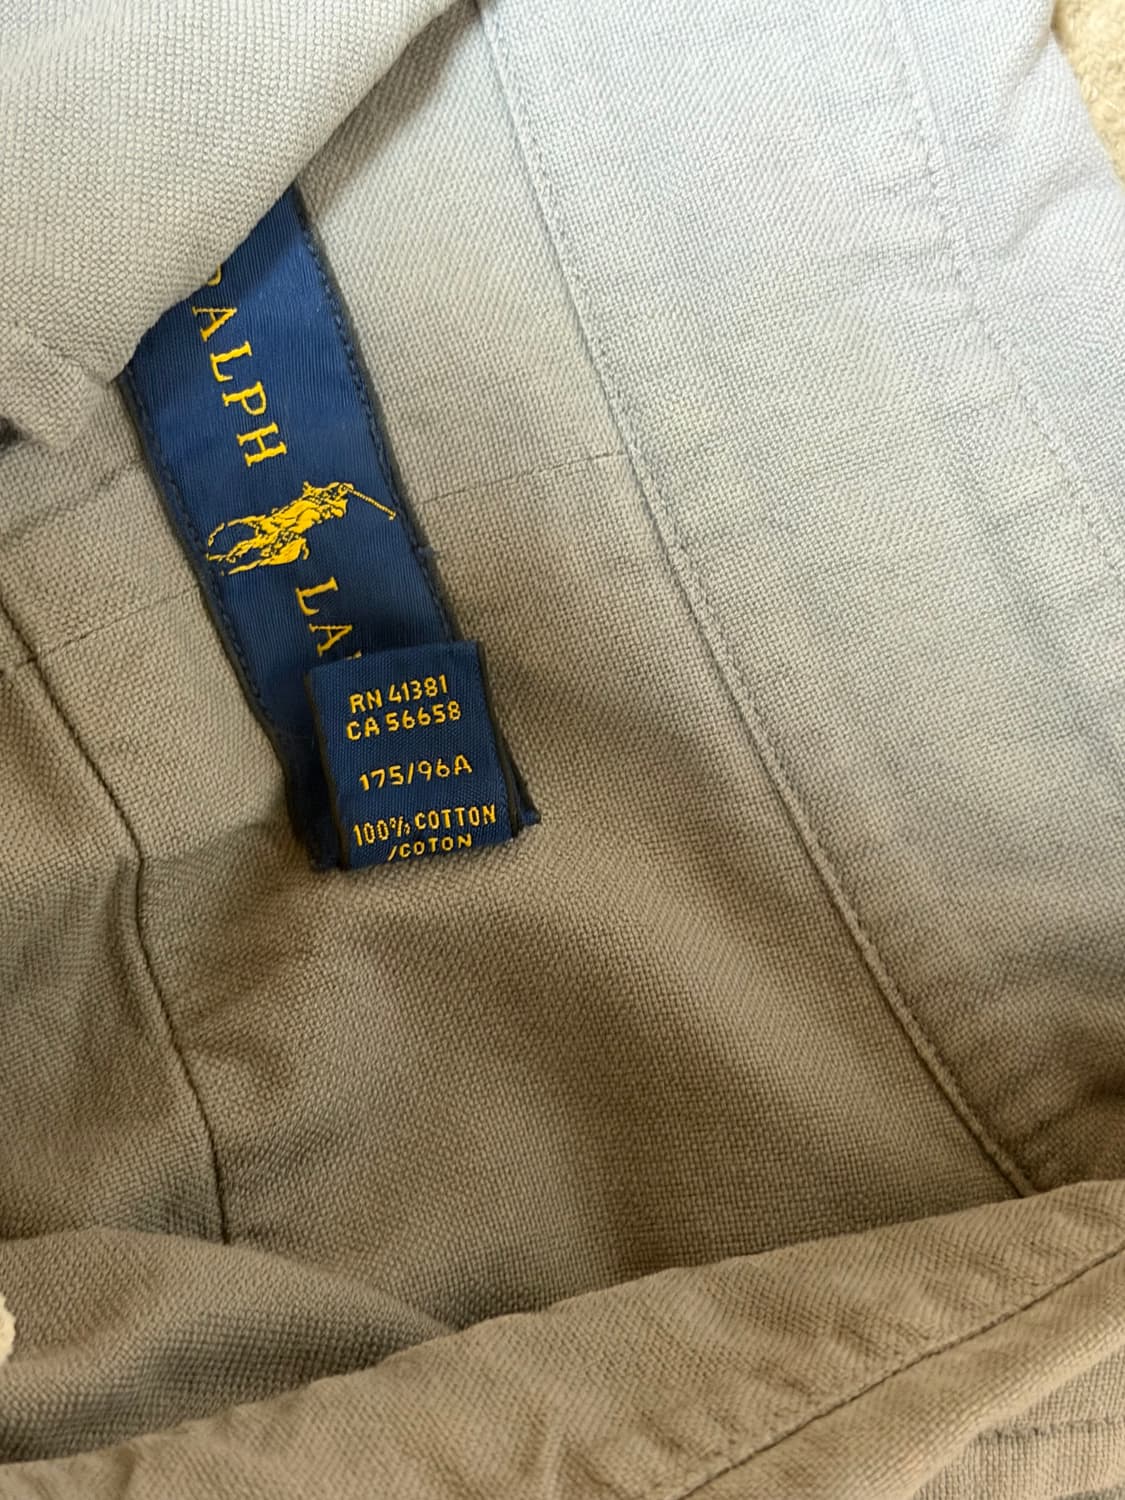 RALPH LA
RN 41381
CA 56658
175/96A
100% COTTON
/COTON